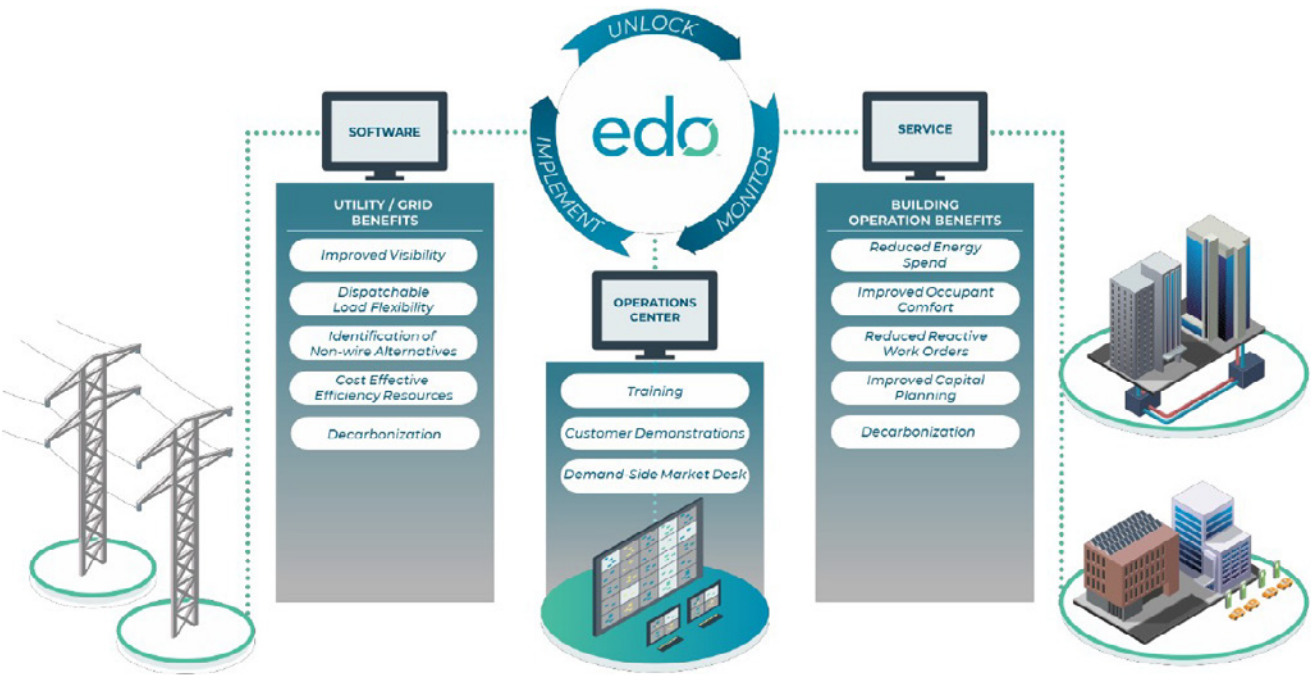 UNLOCK
edo
IMPLEMENT
MONITOR
SOFTWARE
UTILITY / GRID
BENEFITS
Improved Visibility
Dispatchable
Load Flexibility
Identification of
Non-wire Alternatives
Cost Effective
Efficiency Resources
Decarbonization
OPERATIONS
CENTER
Training
Customer Demonstrations
Demand-Side Market Desk
SERVICE
BUILDING
OPERATION BENEFITS
Reduced Energy
Spend
Improved Occupant
Comfort
Reduced Reactive
Work Orders
Improved Capital
Planning
Decarbonization